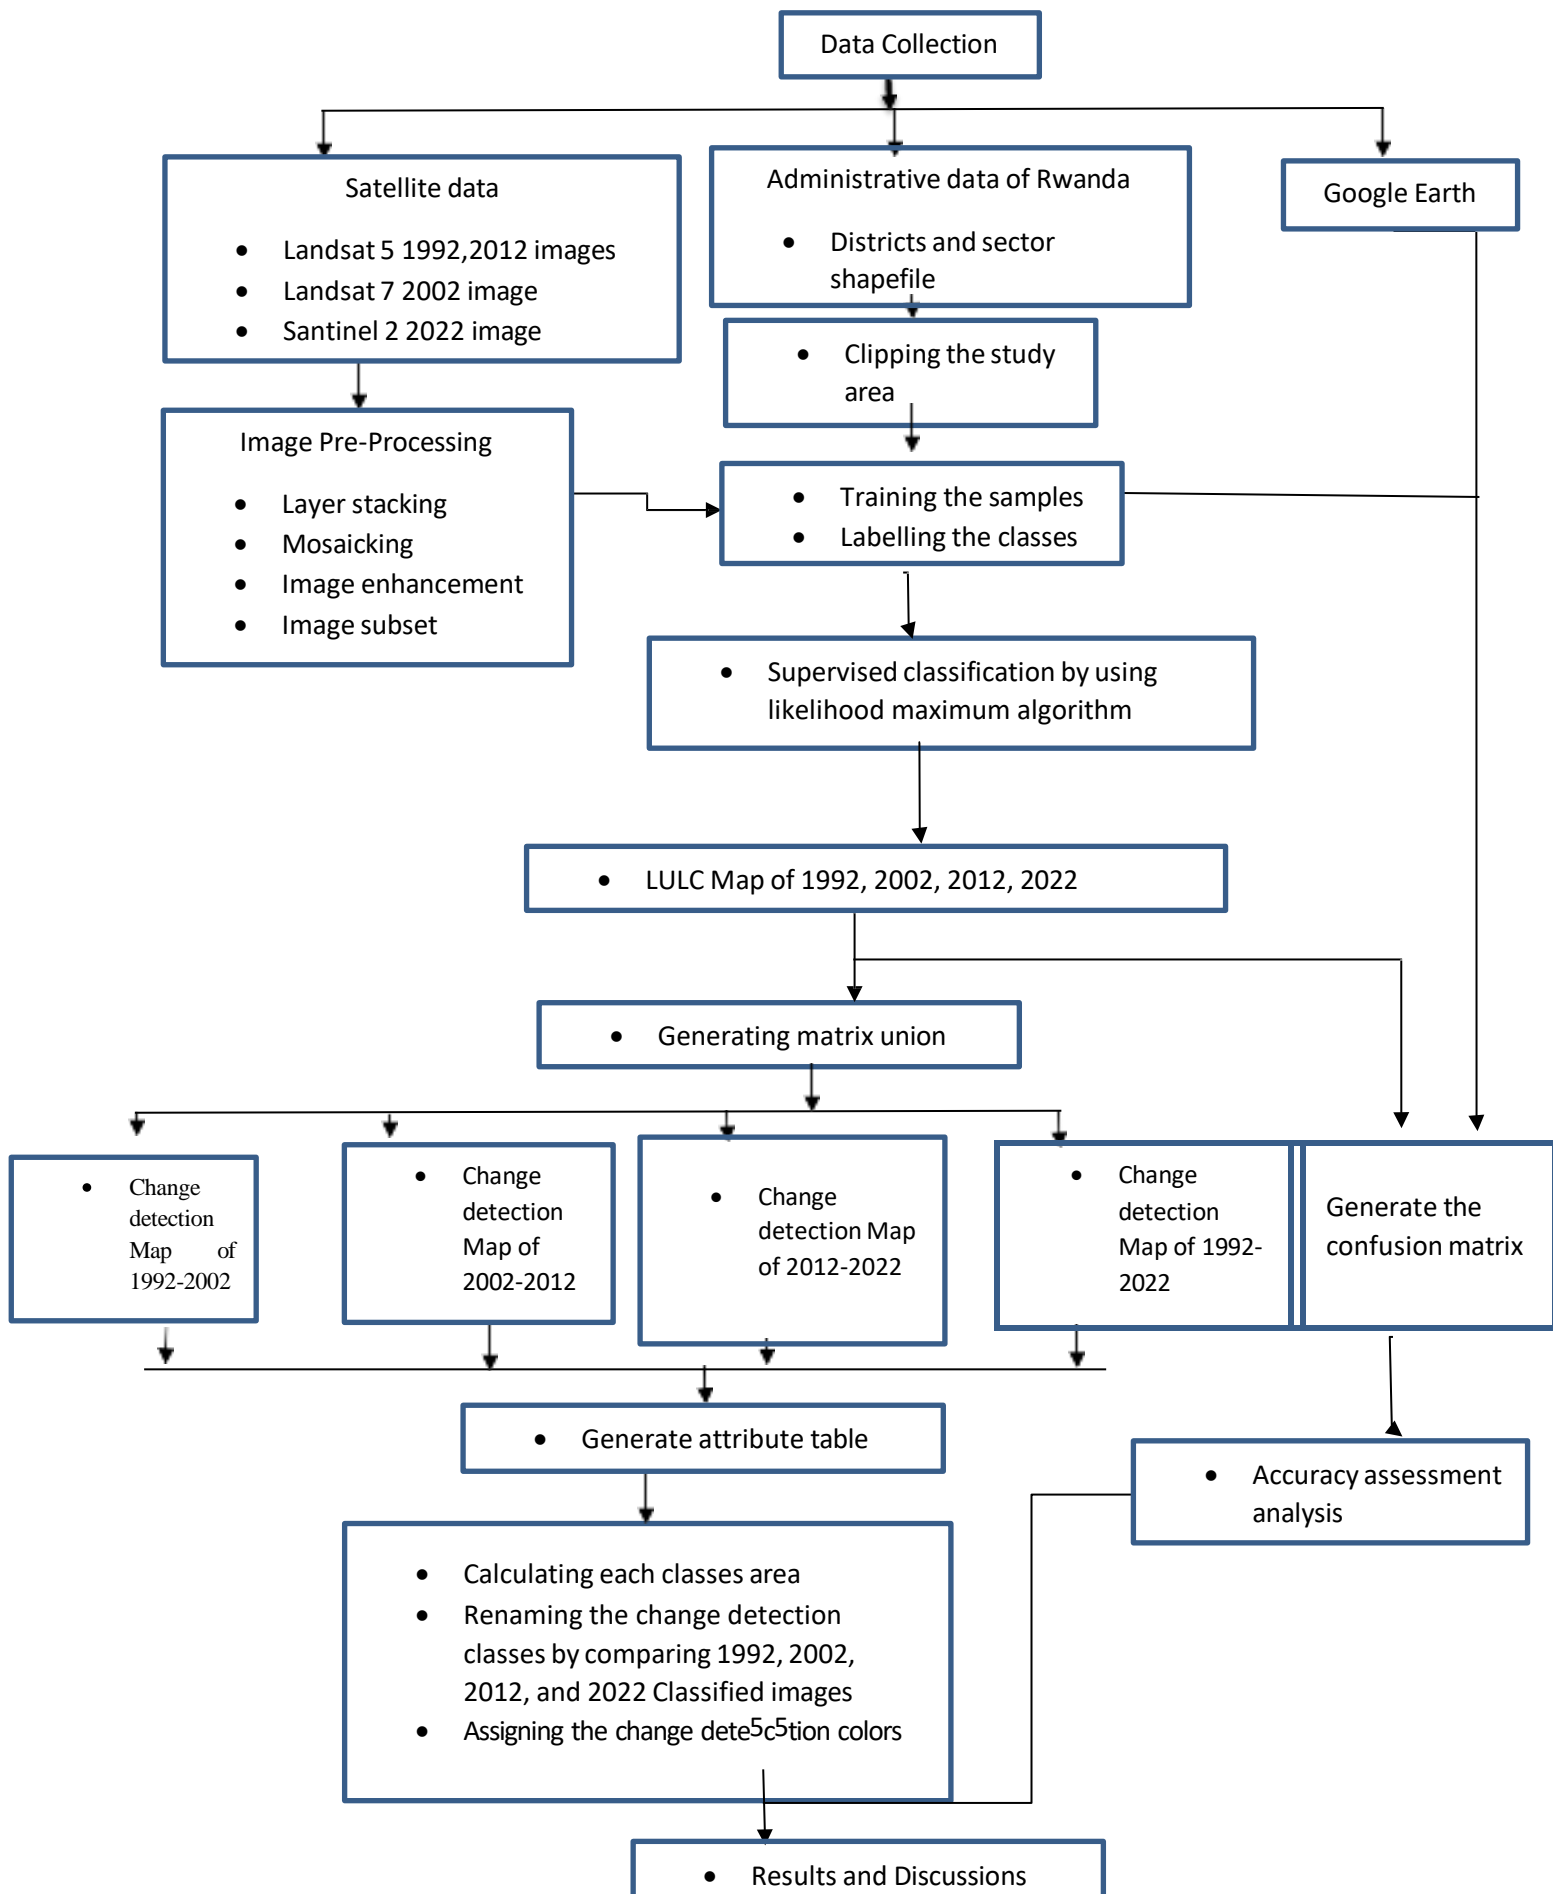 Data Collection
Satellite data
• Landsat 5 1992,2012 images
• Landsat 7 2002 image
• Santinel 2 2022 image
Administrative data of Rwanda
• Districts and sector
shapefile
Google Earth
• Clipping the study
area
Image Pre-Processing
• Layer stacking
• Mosaicking
• Image enhancement
• Image subset
• Training the samples
• Labelling the classes
• Supervised classification by using
likelihood maximum algorithm
• LULC Map of 1992, 2002, 2012, 2022
• Generating matrix union
• Change
detection
Map of
1992-2002
• Change
detection
Map of
2002-2012
• Change
detection Map
of 2012-2022
• Change
detection
Map of 1992-
2022
Generate the
confusion matrix
• Generate attribute table
• Accuracy assessment
analysis
• Calculating each classes area
• Renaming the change detection
classes by comparing 1992, 2002,
2012, and 2022 Classified images
• Assigning the change dete5c5tion colors
• Results and Discussions